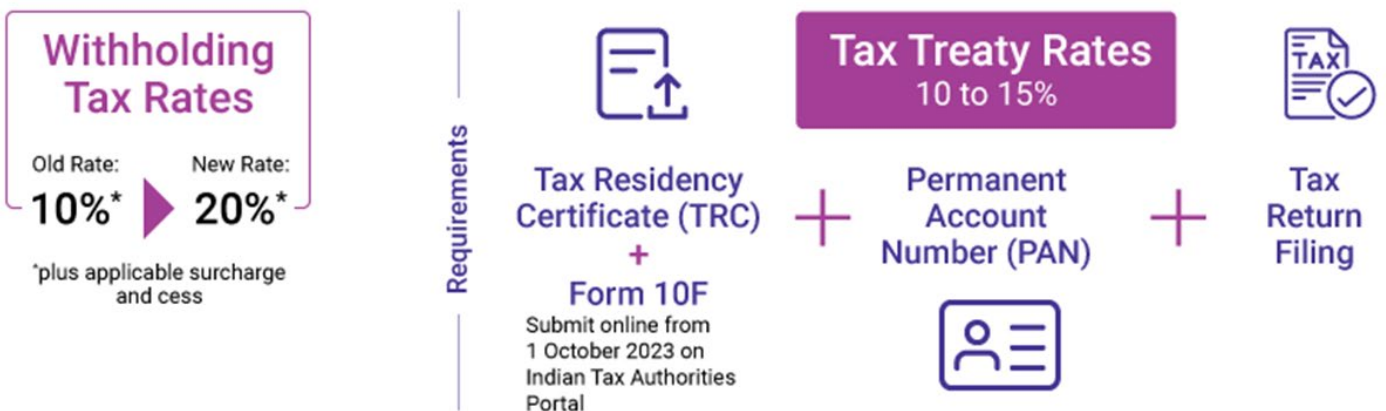 Withholding
Tax Rates
Old Rate:
10%*
New Rate:
20%*
*plus applicable surcharge
and cess
Requirements
Tax Residency
Certificate (TRC)
+
Form 10F
Submit online from
1 October 2023 on
Indian Tax Authorities
Portal
+
Tax Treaty Rates
10 to 15%
Permanent
Account
Number (PAN)
+
TAX
Tax
Return
Filing